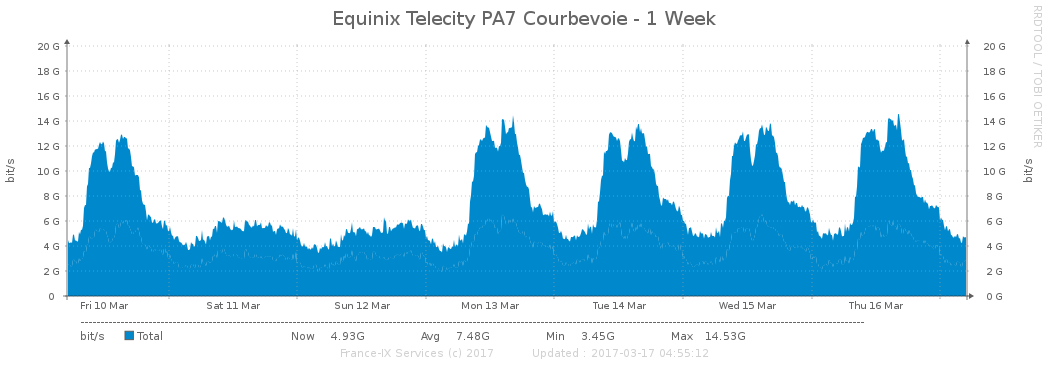 Equinix Telecity PA7 Courbevoie - 1 Week
RRDTOOL / TOBI OETIKER
bit/s
bit/s
20 G 20 G
18 G 18 G
16 G 16 G
14 G 14 G
12 G 12 G
10 G 10 G
8 G 8 G
6 G 6 G
4 G 4 G
2 G 2 G
0 0 G
Fri 10 Mar Sat 11 Mar Sun 12 Mar Mon 13 Mar Tue 14 Mar Wed 15 Mar Thu 16 Mar
bit/s Total Now 4.93G Avg 7.48G Min 3.45G Max 14.53G
France-IX Services (c) 2017 Updated : 2017-03-17 04:55:12